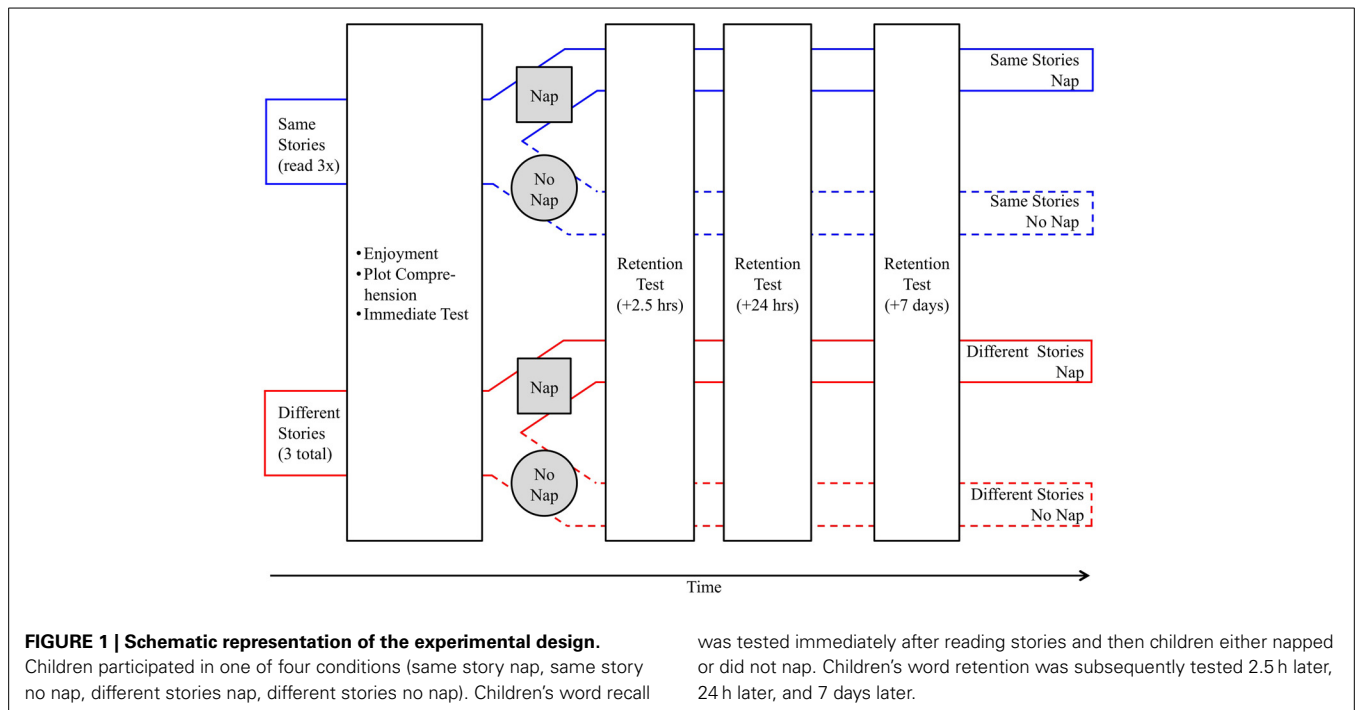 Same
Stories
(read 3x)
Different
Stories
(3 total)
• Enjoyment
• Plot Compre-
hension
• Immediate Test
Nap
No
Nap
Nap
No
Nap
Retention
Test
(+2.5 hrs)
Retention
Test
(+24 hrs)
Retention
Test
(+7 days)
Same Stories
Nap
Same Stories
No Nap
Different Stories
Nap
Different Stories
No Nap
Time
FIGURE 1 | Schematic representation of the experimental design.
Children participated in one of four conditions (same story nap, same story
no nap, different stories nap, different stories no nap). Children's word recall
was tested immediately after reading stories and then children either napped
or did not nap. Children's word retention was subsequently tested 2.5 h later,
24 h later, and 7 days later.